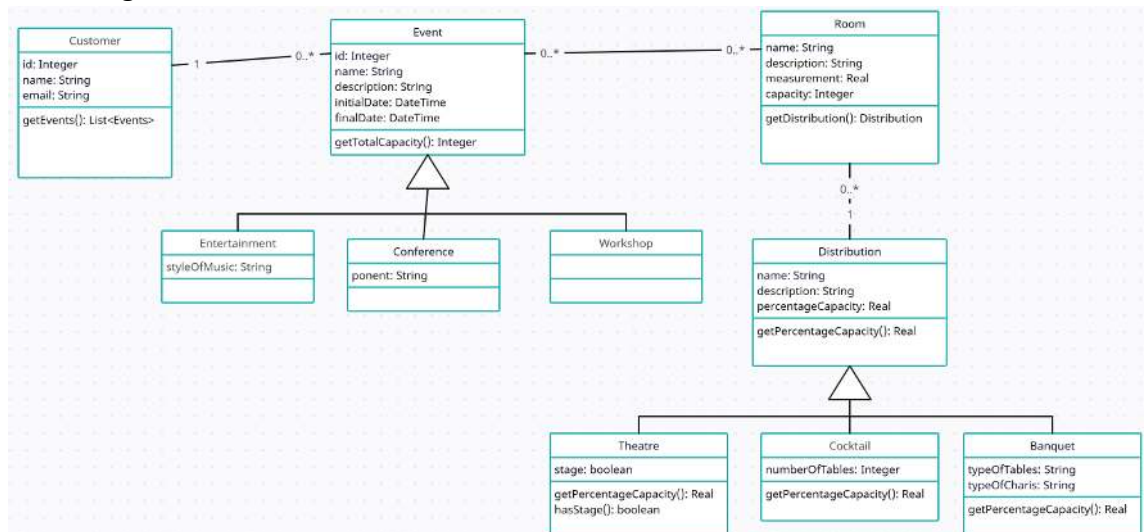 Customer
id: Integer
name: String
email: String
getEvents(): List<Events>
1
0..*
Event
id: Integer
name: String
description: String
initialDate: DateTime
finalDate: DateTime
getTotalCapacity(): Integer
0..*
0..*
Room
name: String
description: String
measurement: Real
capacity: Integer
getDistribution(): Distribution
0..*
1
Entertainment
styleOfMusic: String
Conference
ponent: String
Workshop
Distribution
name: String
description: String
percentageCapacity: Real
getPercentageCapacity(): Real
Theatre
stage: boolean
getPercentageCapacity(): Real
hasStage(): boolean
Cocktail
numberOfTables: Integer
getPercentageCapacity(): Real
Banquet
typeOfTables: String
typeOfCharis: String
getPercentageCapacity(): Real